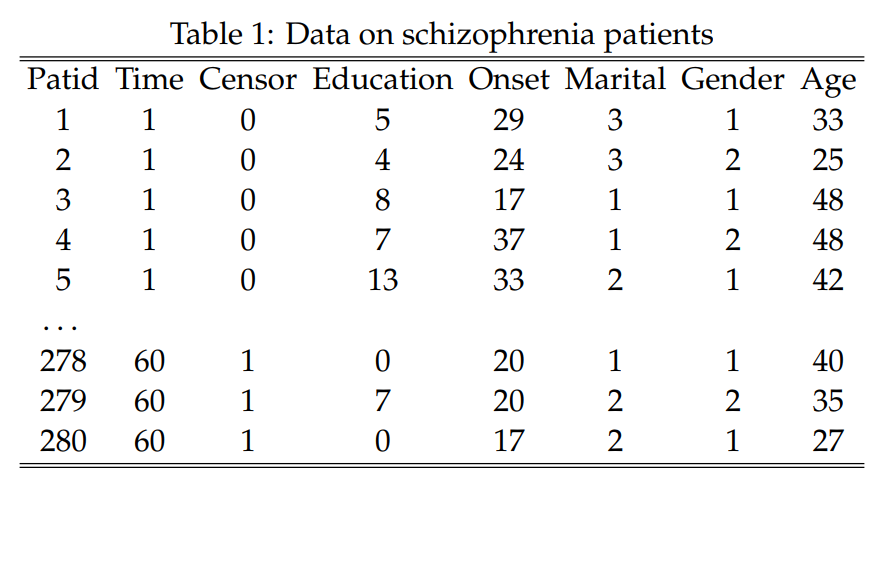 Table 1: Data on schizophrenia patients
Patid Time Censor Education Onset Marital Gender Age
1 1 0 5 29 3 1 33
2 1 0 4 24 3 2 25
3 1 0 8 17 1 1 48
4 1 0 7 37 1 2 48
5 1 0 13 33 2 1 42
...
278 60 1 0 20 1 1 40
279 60 1 7 20 2 2 35
280 60 1 0 17 2 1 27